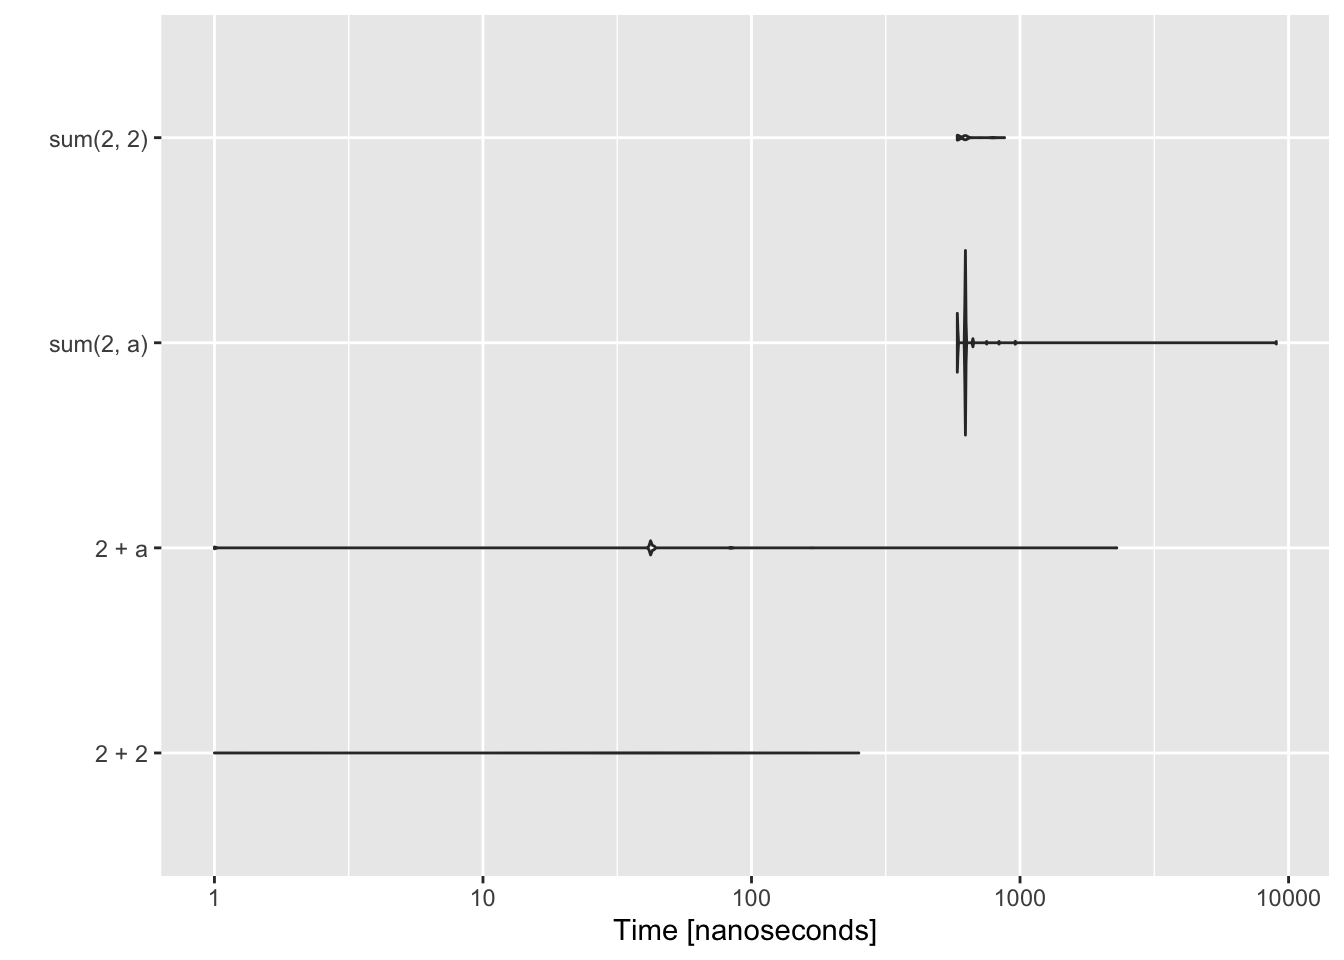 sum(2, 2)
sum(2, a)
2 + a
2 + 2
1 10 100 1000 10000
Time [nanoseconds]